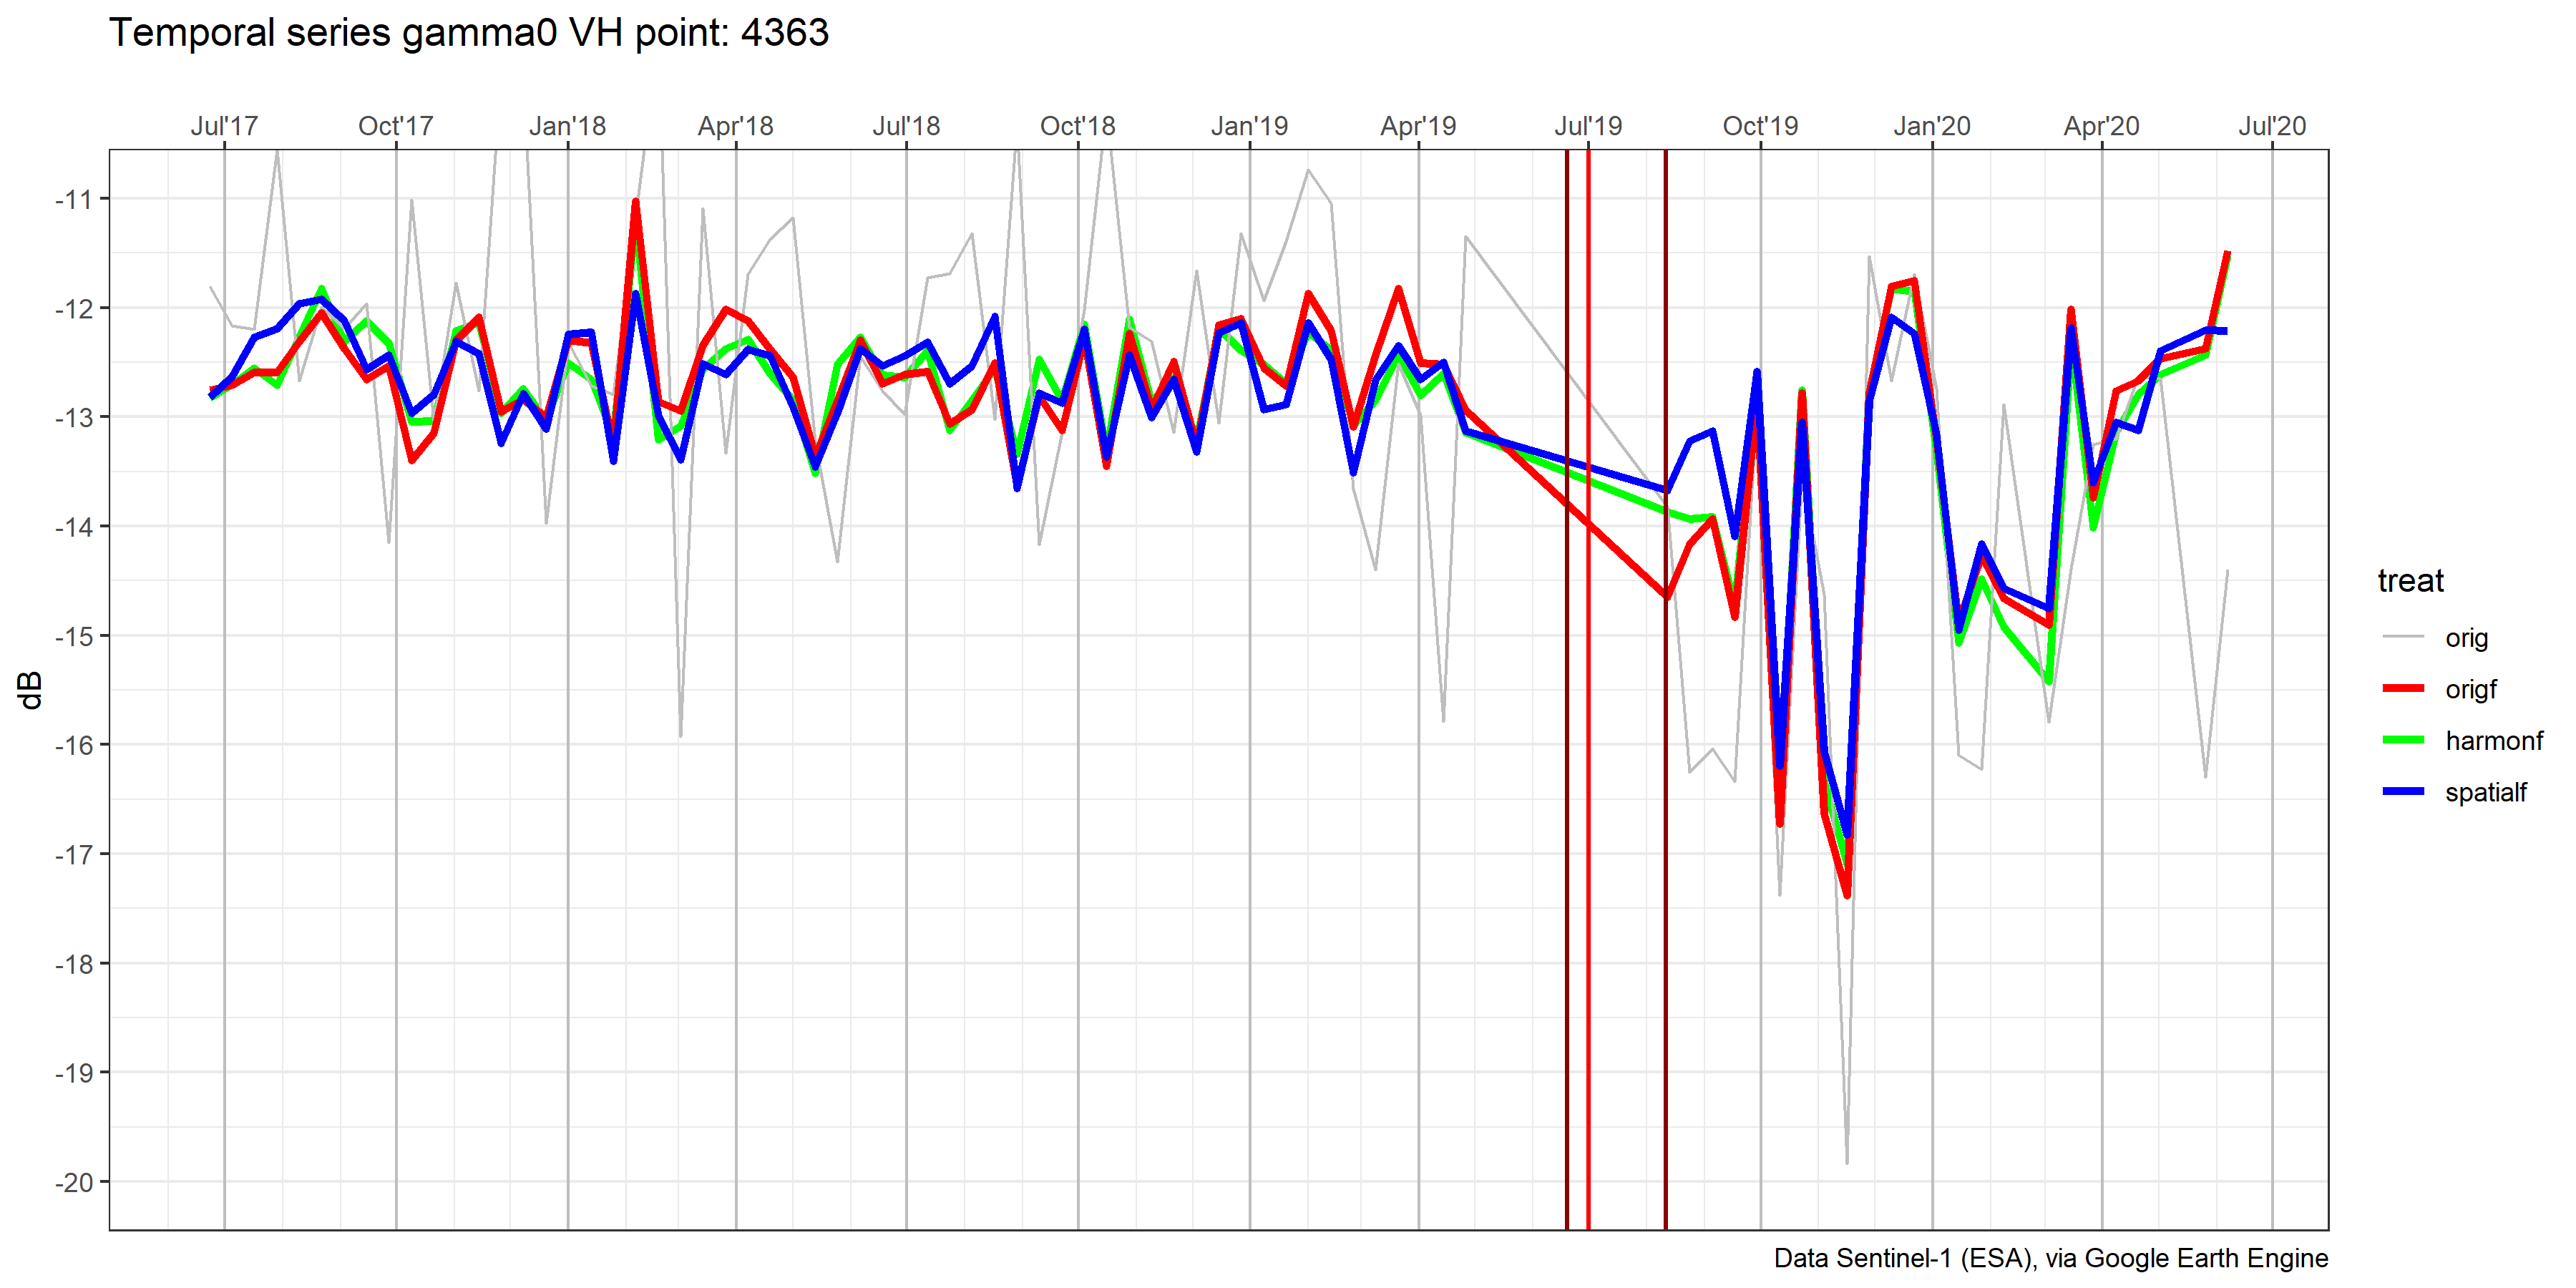 Temporal series gamma0 VH point: 4363
Jul'17 Oct'17 Jan'18 Apr'18 Jul'18 Oct'18 Jan'19 Apr'19 Jul'19 Oct'19 Jan'20 Apr'20 Jul'20
-11
-12
-13
-14
-15
-16
-17
-18
-19
-20
dB
treat
orig
origf
harmonf
spatialf
Data Sentinel-1 (ESA), via Google Earth Engine